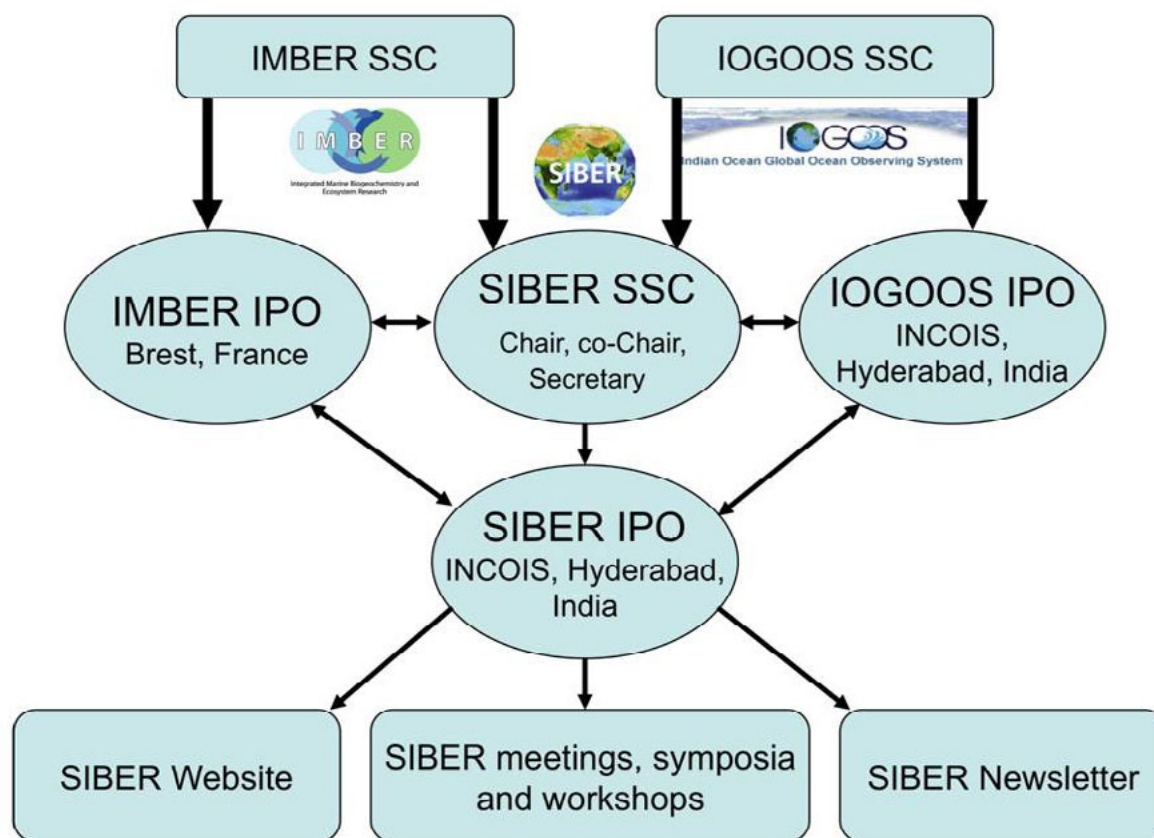 IMBER SSC
IOGOOS SSC
IMBER
Integrated Marine Biogeochemistry and
Ecosystem Research
SIBER
IOGOOS
Indian Ocean Global Ocean Observing System
IMBER IPO
Brest, France
SIBER SSC
Chair, co-Chair,
Secretary
IOGOOS IPO
INCOIS,
Hyderabad, India
SIBER IPO
INCOIS, Hyderabad,
India
SIBER Website
SIBER meetings, symposia
and workshops
SIBER Newsletter